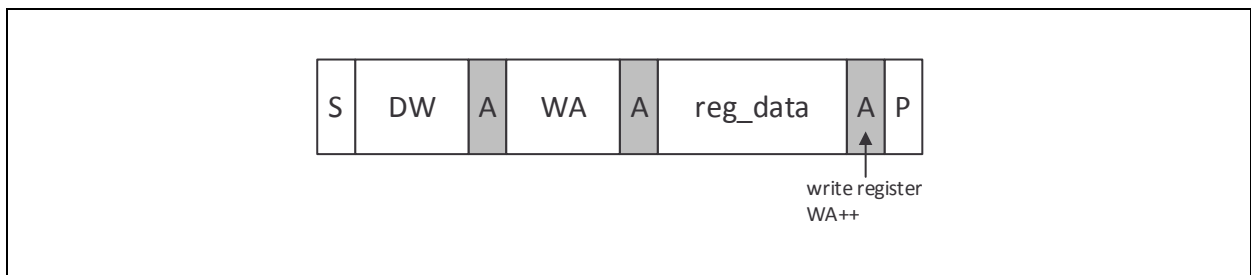 S DW A WA A reg_data A P
write register
WA++